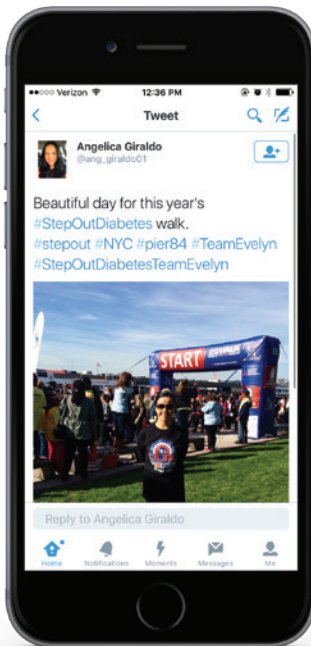 Verizon 12:36 PM
Tweet
Angelica Giraldo
@ang_giraldo01
Beautiful day for this year's
#StepOutDiabetes walk.
#stepout #NYC #pier84 #TeamEvelyn
#StepOutDiabetesTeamEvelyn
START
Reply to Angelica Giraldo
Home Notifications Moments Messages Me